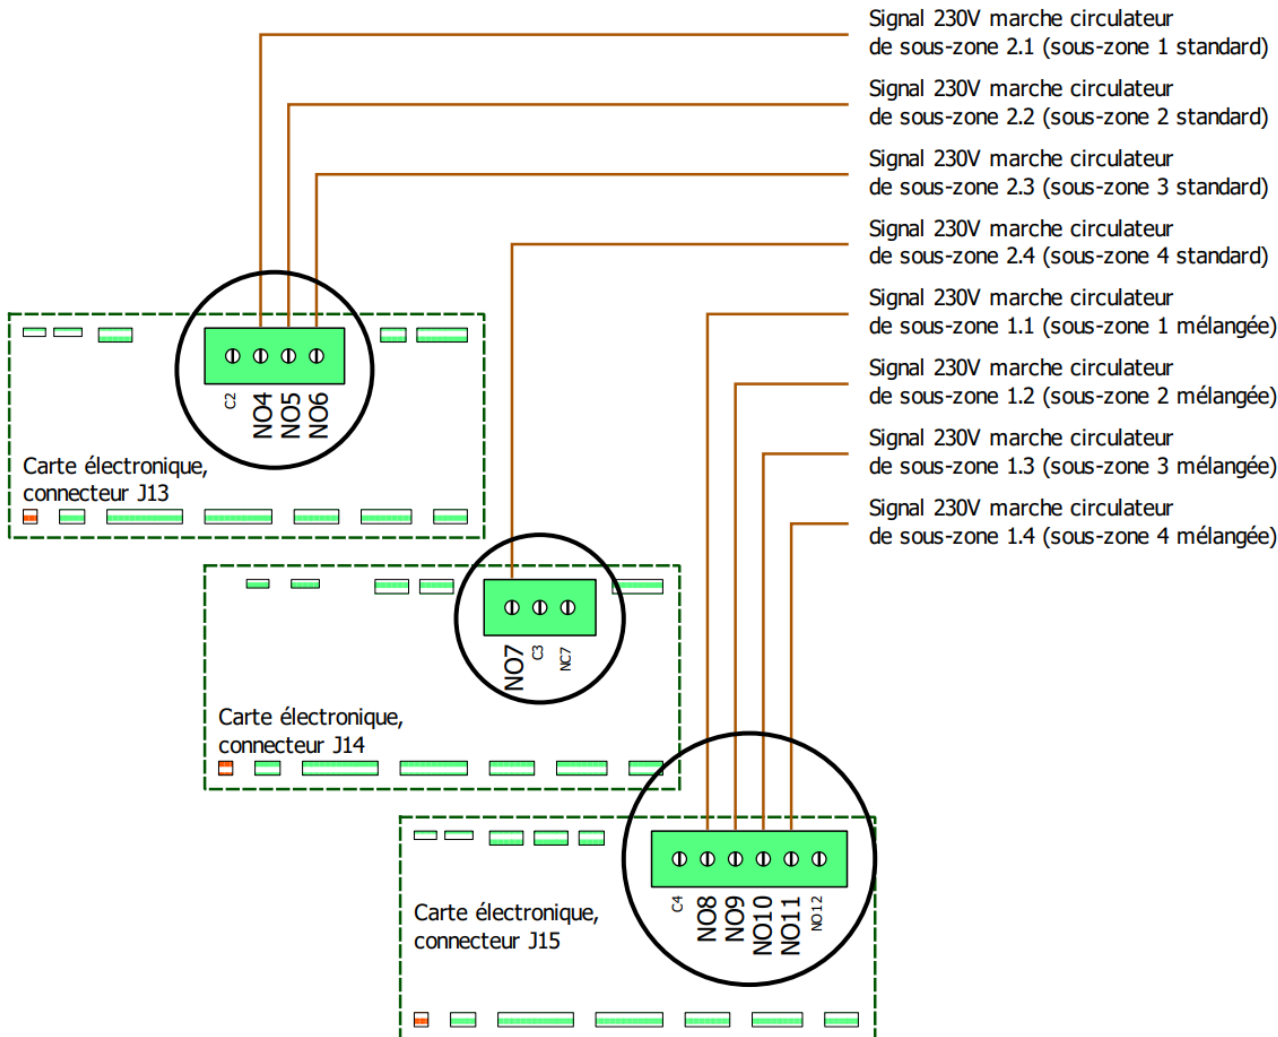 Signal 230V marche circulateur
de sous-zone 2.1 (sous-zone 1 standard)
Signal 230V marche circulateur
de sous-zone 2.2 (sous-zone 2 standard)
Signal 230V marche circulateur
de sous-zone 2.3 (sous-zone 3 standard)
Signal 230V marche circulateur
de sous-zone 2.4 (sous-zone 4 standard)
Signal 230V marche circulateur
de sous-zone 1.1 (sous-zone 1 mélangée)
Signal 230V marche circulateur
de sous-zone 1.2 (sous-zone 2 mélangée)
Signal 230V marche circulateur
de sous-zone 1.3 (sous-zone 3 mélangée)
Signal 230V marche circulateur
de sous-zone 1.4 (sous-zone 4 mélangée)
C2
NO4
NO5
NO6
Carte électronique,
connecteur J13
NO7
C3
NC7
Carte électronique,
connecteur J14
C4
NO8
NO9
NO10
NO11
NO12
Carte électronique,
connecteur J15